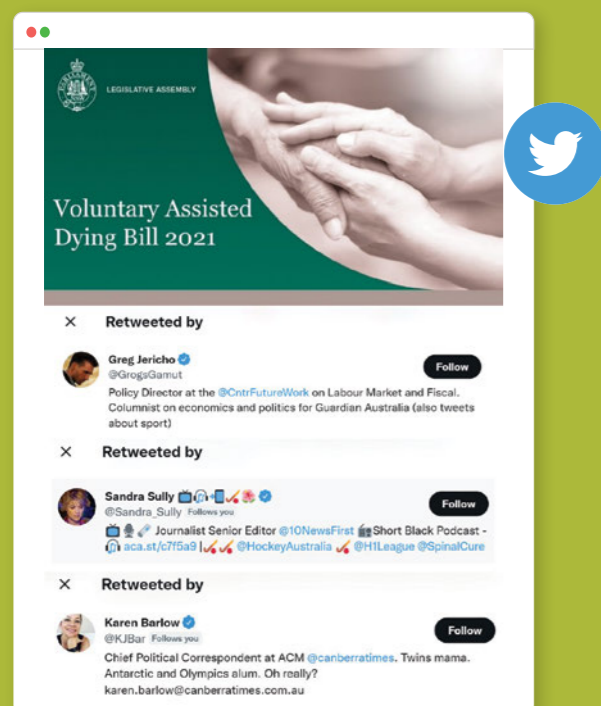 LEGISLATIVE ASSEMBLY
Voluntary Assisted
Dying Bill 2021
Retweeted by
Greg Jericho
@GrogsGamut
Follow
Policy Director at the @CntrFutureWork on Labour Market and Fiscal.
Columnist on economics and politics for Guardian Australia (also tweets
about sport)
Retweeted by
Sandra Sully
@Sandra_Sully Follows you
Follow
Journalist Senior Editor @10NewsFirst Short Black Podcast -
aca.st/c7f5a9 | @HockeyAustralia @H1League @SpinalCure
Retweeted by
Karen Barlow
@KJBar Follows you
Follow
Chief Political Correspondent at ACM @canberratimes. Twins mama.
Antarctic and Olympics alum. Oh really?
karen.barlow@canberratimes.com.au